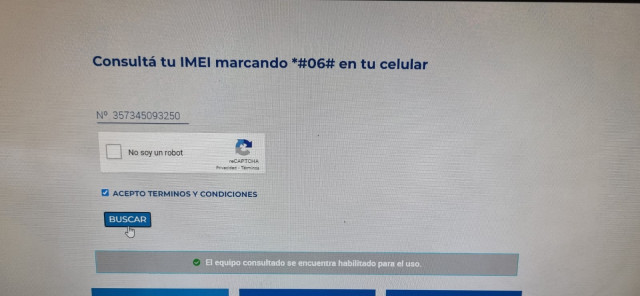 Consultá tu IMEI marcando *#06# en tu celular
Nº 357345093250
No soy un robot
reCAPTCHA
Privacidad - Términos
ACEPTO TERMINOS Y CONDICIONES
BUSCAR
El equipo consultado se encuentra habilitado para el uso.